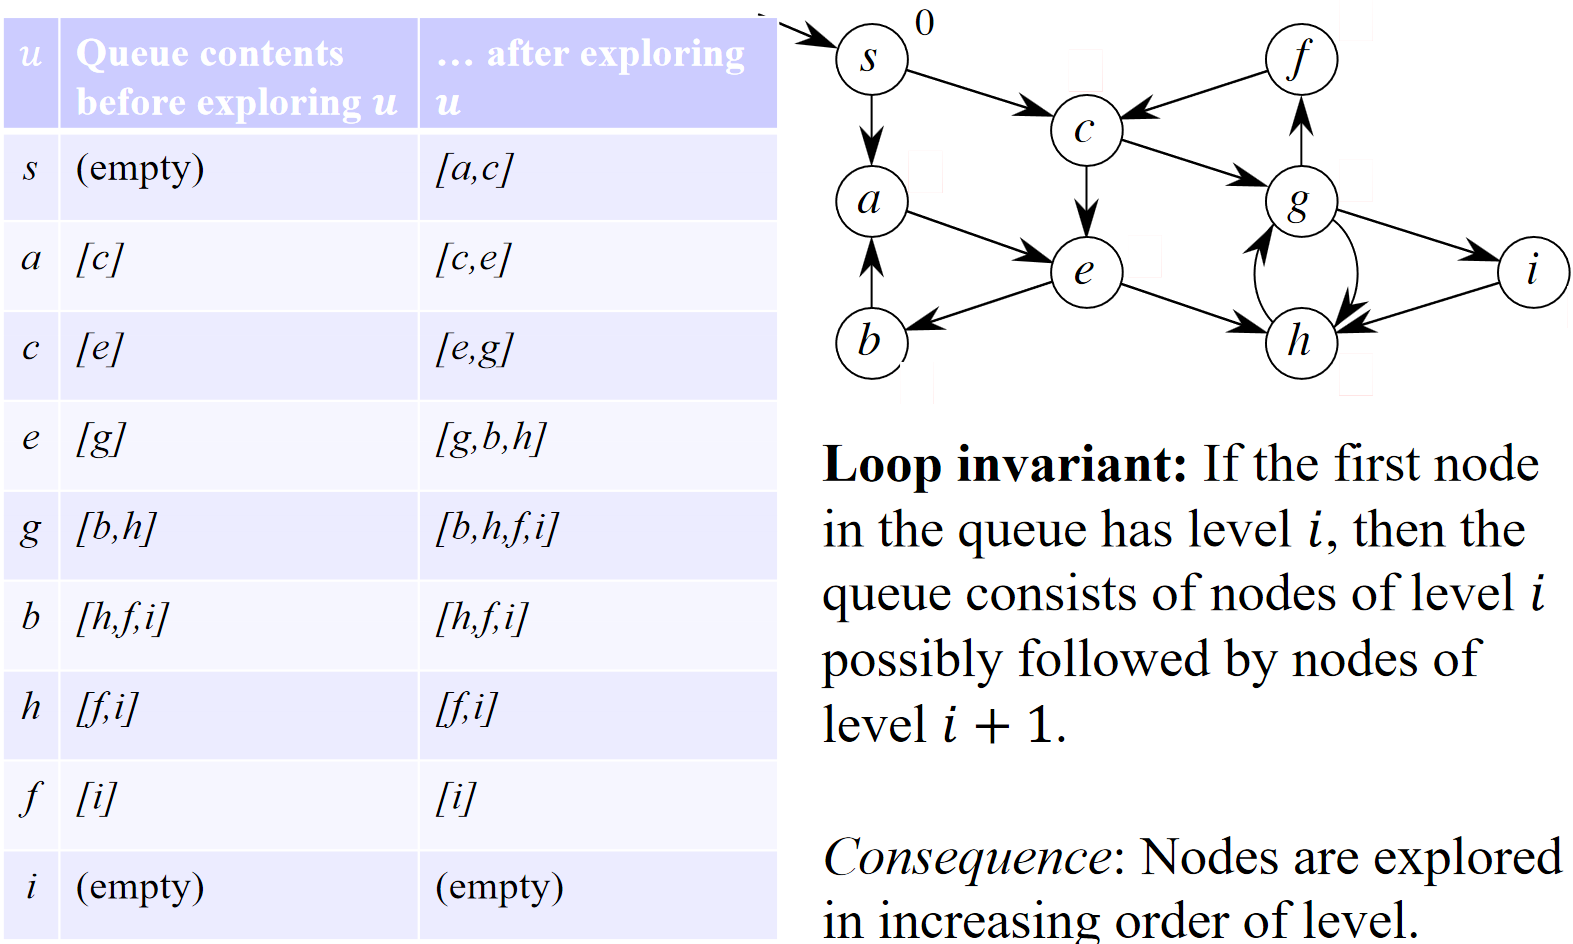 u Queue contents before exploring u … after exploring u
s (empty) [a,c]
a [c] [c,e]
c [e] [e,g]
e [g] [g,b,h]
g [b,h] [b,h,f,i]
b [h,f,i] [h,f,i]
h [f,i] [f,i]
f [i] [i]
i (empty) (empty)
0
s
f
c
a
g
e
i
b
h
Loop invariant: If the first node
in the queue has level i, then the
queue consists of nodes of level i
possibly followed by nodes of
level i + 1.
Consequence: Nodes are explored
in increasing order of level.